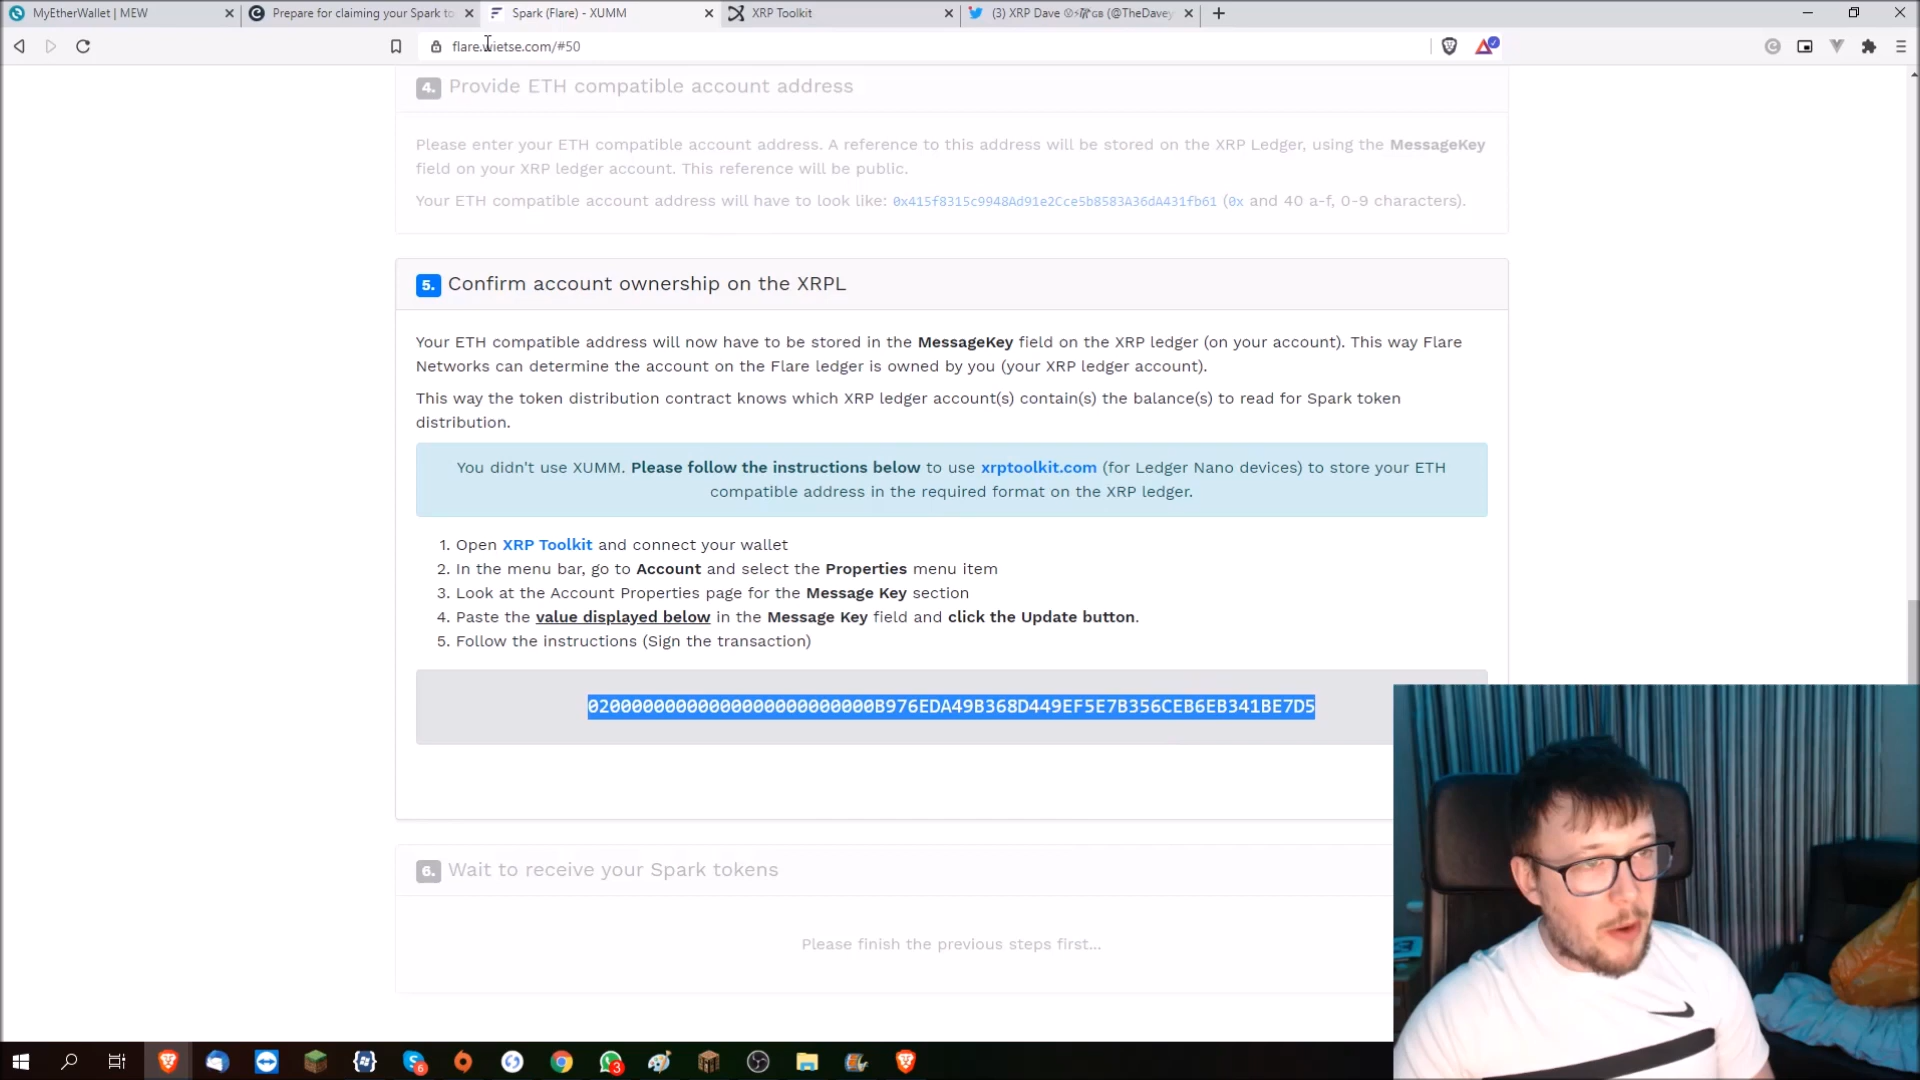 MyEtherWallet | MEW
Prepare for claiming your Spark to
Spark (Flare) - XUMM
XRP Toolkit
(3) XRP Dave (@TheDavey
flare.wietse.com/#50
4. Provide ETH compatible account address
Please enter your ETH compatible account address. A reference to this address will be stored on the XRP Ledger, using the MessageKey
field on your XRP ledger account. This reference will be public.
Your ETH compatible account address will have to look like: 0x415f8315c9948Ad91e2Cce5b8583A36dA431fb61 (0x and 40 a-f, 0-9 characters).
5. Confirm account ownership on the XRPL
Your ETH compatible address will now have to be stored in the MessageKey field on the XRP ledger (on your account). This way Flare
Networks can determine the account on the Flare ledger is owned by you (your XRP ledger account).
This way the token distribution contract knows which XRP ledger account(s) contain(s) the balance(s) to read for Spark token
distribution.
You didn't use XUMM. Please follow the instructions below to use xrptoolkit.com (for Ledger Nano devices) to store your ETH
compatible address in the required format on the XRP ledger.
1. Open XRP Toolkit and connect your wallet
2. In the menu bar, go to Account and select the Properties menu item
3. Look at the Account Properties page for the Message Key section
4. Paste the value displayed below in the Message Key field and click the Update button.
5. Follow the instructions (Sign the transaction)
02000000000000000000000000B976EDA49B368D449EF5E7B356CEB6EB341BE7D5
6. Wait to receive your Spark tokens
Please finish the previous steps first...
6
3